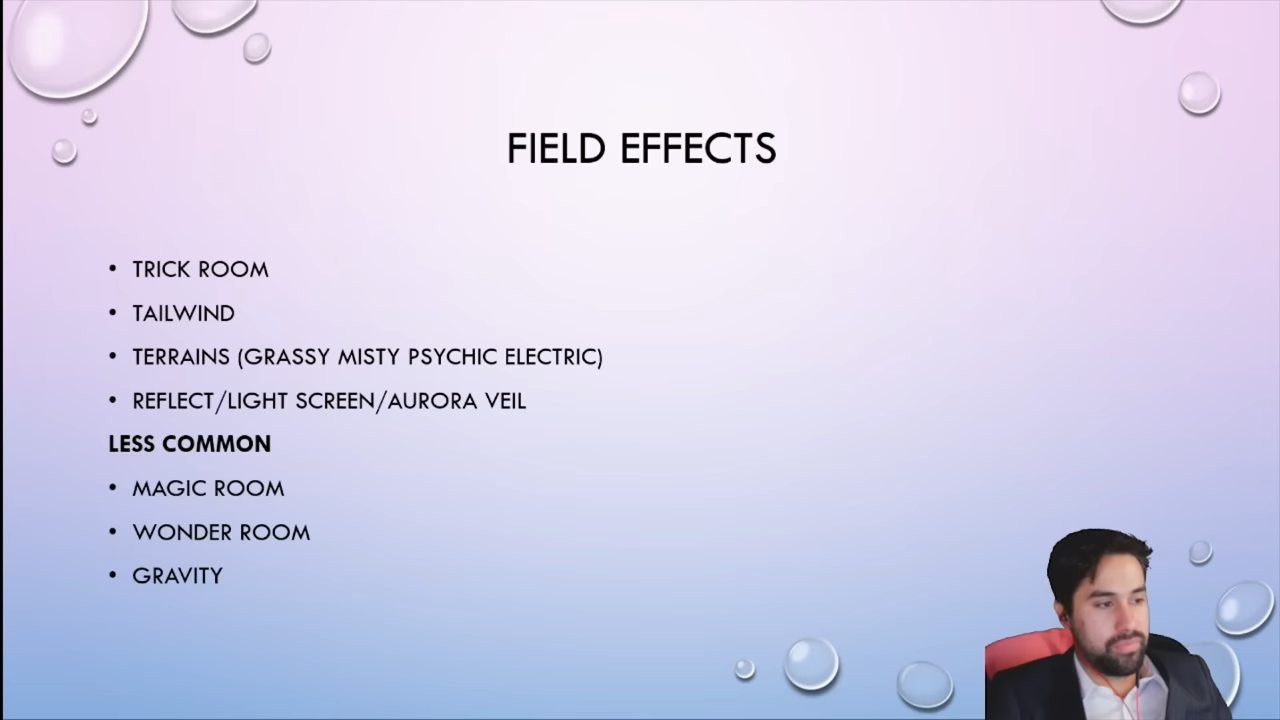 FIELD EFFECTS
• TRICK ROOM
• TAILWIND
• TERRAINS (GRASSY MISTY PSYCHIC ELECTRIC)
• REFLECT/LIGHT SCREEN/AURORA VEIL
LESS COMMON
• MAGIC ROOM
• WONDER ROOM
• GRAVITY